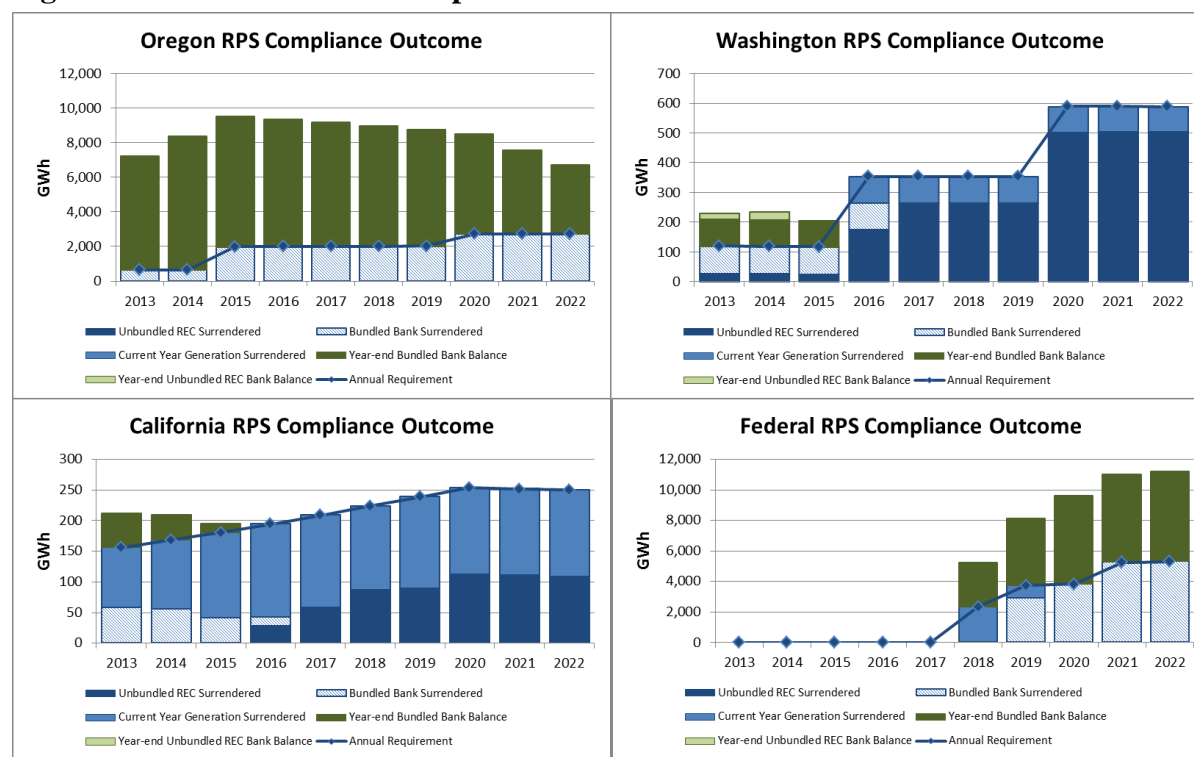 Oregon RPS Compliance Outcome
12,000
10,000
8,000
6,000
4,000
2,000
0
GWh
2013 2014 2015 2016 2017 2018 2019 2020 2021 2022
Unbundled REC Surrendered Bundled Bank Surrendered
Current Year Generation Surrendered Year-end Bundled Bank Balance
Year-end Unbundled REC Bank Balance Annual Requirement
Washington RPS Compliance Outcome
700
600
500
400
300
200
100
0
GWh
2013 2014 2015 2016 2017 2018 2019 2020 2021 2022
Unbundled REC Surrendered Bundled Bank Surrendered
Current Year Generation Surrendered Year-end Bundled Bank Balance
Year-end Unbundled REC Bank Balance Annual Requirement
California RPS Compliance Outcome
300
250
200
150
100
50
0
GWh
2013 2014 2015 2016 2017 2018 2019 2020 2021 2022
Unbundled REC Surrendered Bundled Bank Surrendered
Current Year Generation Surrendered Year-end Bundled Bank Balance
Year-end Unbundled REC Bank Balance Annual Requirement
Federal RPS Compliance Outcome
12,000
10,000
8,000
6,000
4,000
2,000
0
GWh
2013 2014 2015 2016 2017 2018 2019 2020 2021 2022
Unbundled REC Surrendered Bundled Bank Surrendered
Current Year Generation Surrendered Year-end Bundled Bank Balance
Year-end Unbundled REC Bank Balance Annual Requirement